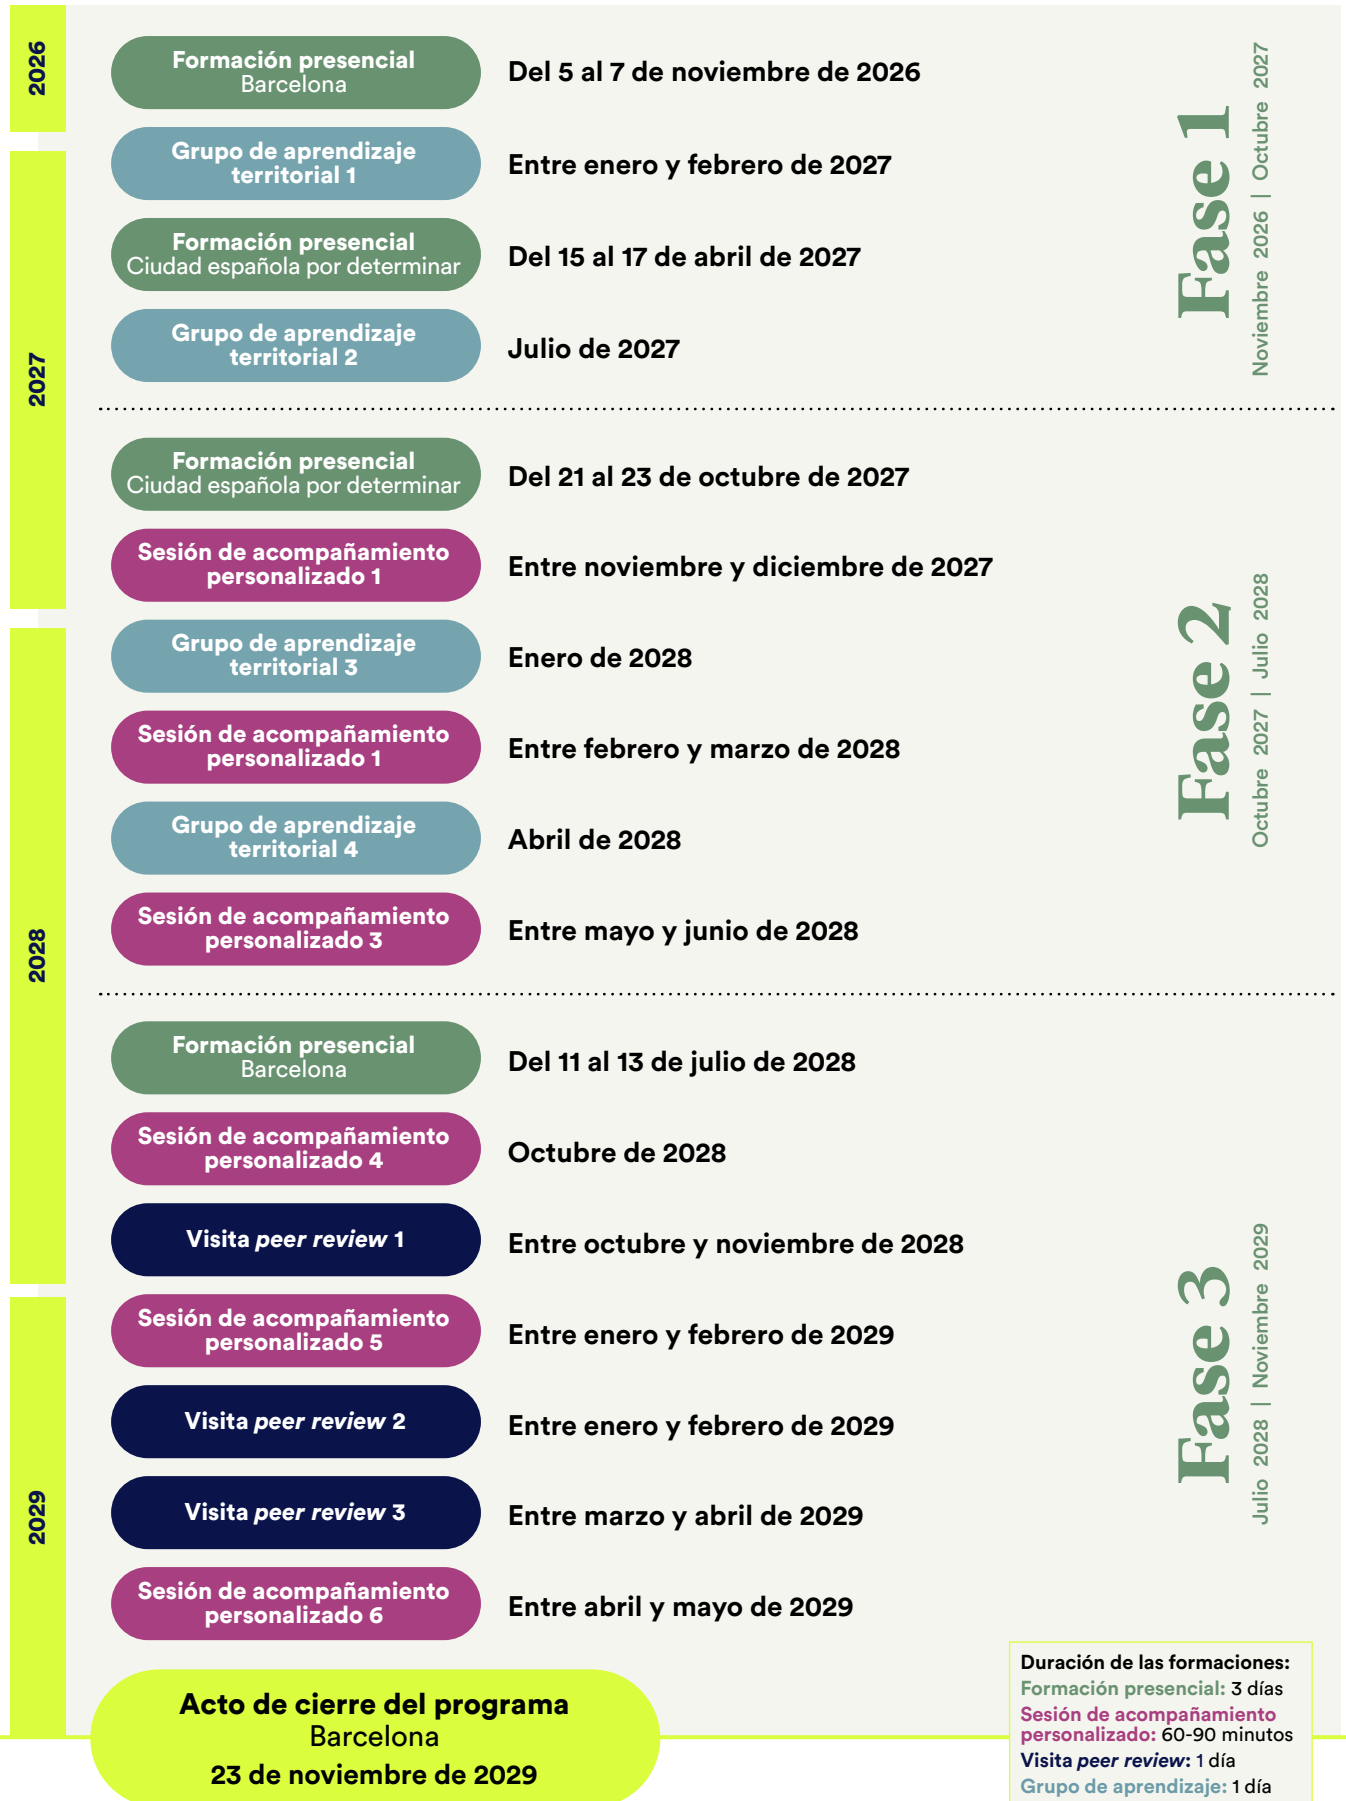 2026
Formación presencial
Barcelona
Del 5 al 7 de noviembre de 2026
Grupo de aprendizaje
territorial 1
Entre enero y febrero de 2027
Formación presencial
Ciudad española por determinar
Del 15 al 17 de abril de 2027
Grupo de aprendizaje
territorial 2
Julio de 2027
Fase 1
Noviembre 2026 | Octubre 2027
2027
Formación presencial
Ciudad española por determinar
Del 21 al 23 de octubre de 2027
Sesión de acompañamiento
personalizado 1
Entre noviembre y diciembre de 2027
Grupo de aprendizaje
territorial 3
Enero de 2028
Sesión de acompañamiento
personalizado 1
Entre febrero y marzo de 2028
Grupo de aprendizaje
territorial 4
Abril de 2028
Sesión de acompañamiento
personalizado 3
Entre mayo y junio de 2028
Fase 2
Octubre 2027 | Julio 2028
2028
Formación presencial
Barcelona
Del 11 al 13 de julio de 2028
Sesión de acompañamiento
personalizado 4
Octubre de 2028
Visita peer review 1
Entre octubre y noviembre de 2028
Sesión de acompañamiento
personalizado 5
Entre enero y febrero de 2029
Visita peer review 2
Entre enero y febrero de 2029
Visita peer review 3
Entre marzo y abril de 2029
Sesión de acompañamiento
personalizado 6
Entre abril y mayo de 2029
Fase 3
Julio 2028 | Noviembre 2029
2029
Acto de cierre del programa
Barcelona
23 de noviembre de 2029
Duración de las formaciones:
Formación presencial: 3 días
Sesión de acompañamiento
personalizado: 60-90 minutos
Visita peer review: 1 día
Grupo de aprendizaje: 1 día